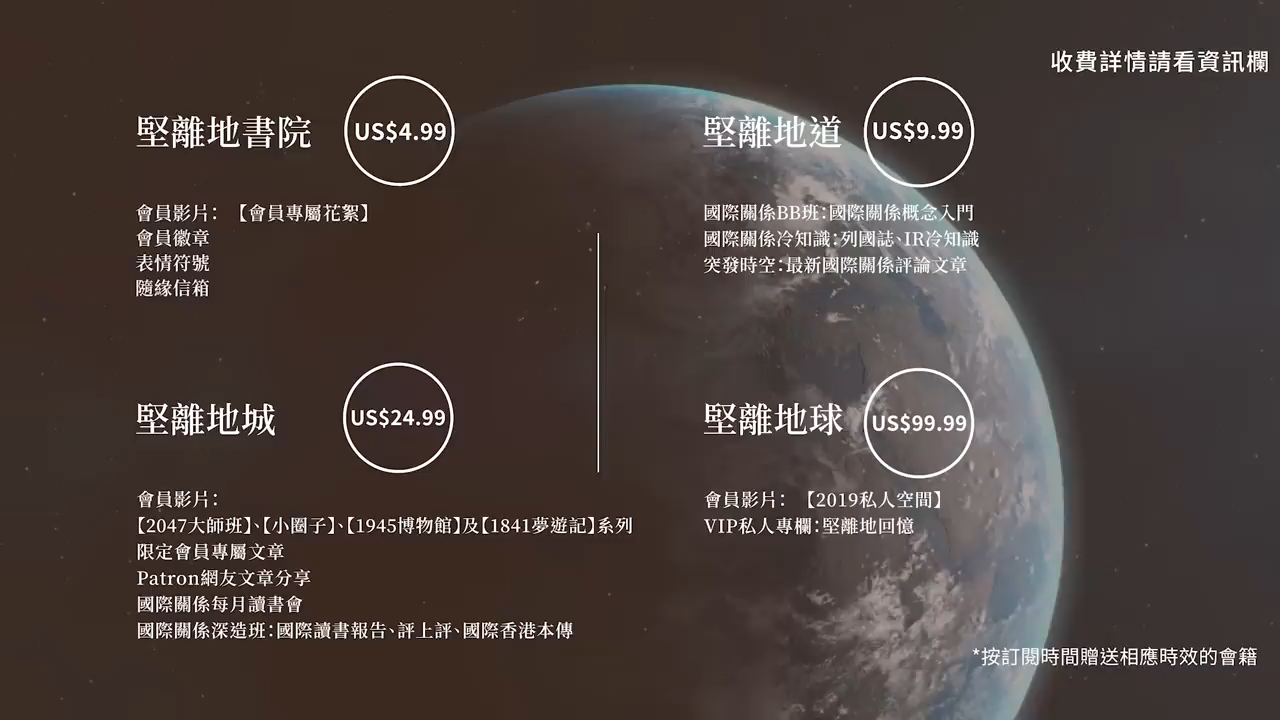 收費詳情請看資訊欄
堅離地書院 US$4.99
會員影片：【會員專屬花絮】
會員徽章
表情符號
隨緣信箱
堅離地道 US$9.99
國際關係BB班：國際關係概念入門
國際關係冷知識：列國誌、IR冷知識
突發時空：最新國際關係評論文章
堅離地城 US$24.99
會員影片：
【2047大師班】、【小圈子】、【1945博物館】及【1841夢遊記】系列
限定會員專屬文章
Patron網友文章分享
國際關係每月讀書會
國際關係深造班：國際讀書報告、評上評、國際香港本傳
堅離地球 US$99.99
會員影片：【2019私人空間】
VIP私人專欄：堅離地回憶
*按訂閱時間贈送相應時效的會籍